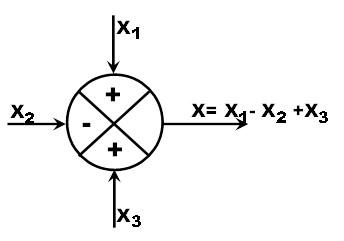 X₁
+
X₂
-
X= X₁- X₂ +X₃
+
X₃